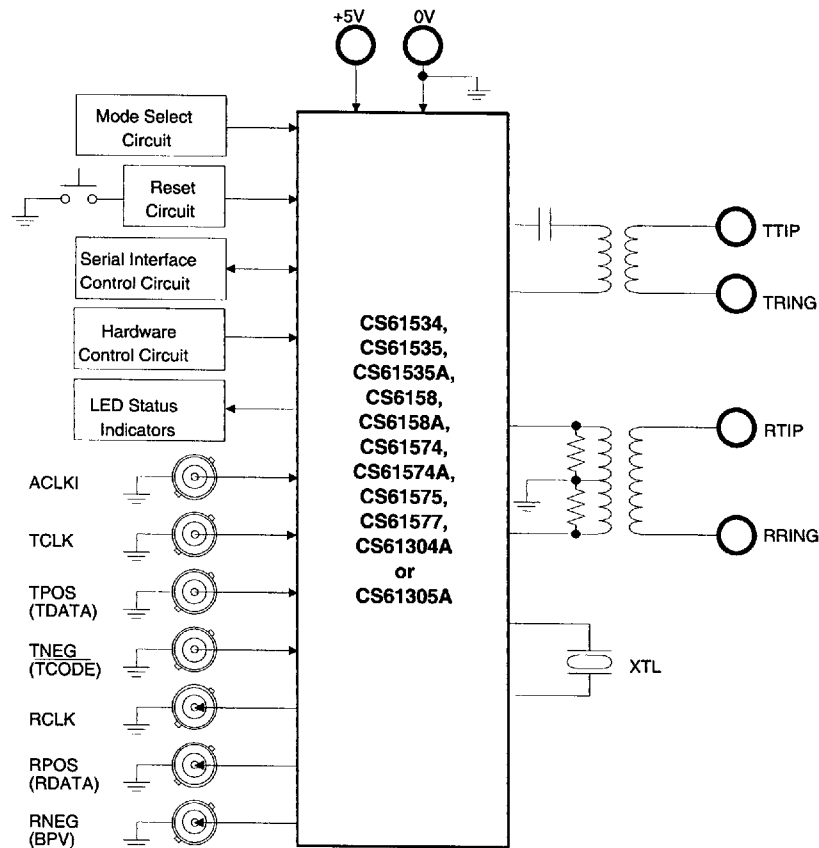 +5V
0V
Mode Select
Circuit
Reset
Circuit
Serial Interface
Control Circuit
Hardware
Control Circuit
LED Status
Indicators
ACLKI
TCLK
TPOS
(TDATA)
TNEG
(TCODE)
RCLK
RPOS
(RDATA)
RNEG
(BPV)
CS61534,
CS61535,
CS61535A,
CS6158,
CS6158A,
CS61574,
CS61574A,
CS61575,
CS61577,
CS61304A
or
CS61305A
TTIP
TRING
RTIP
RRING
XTL